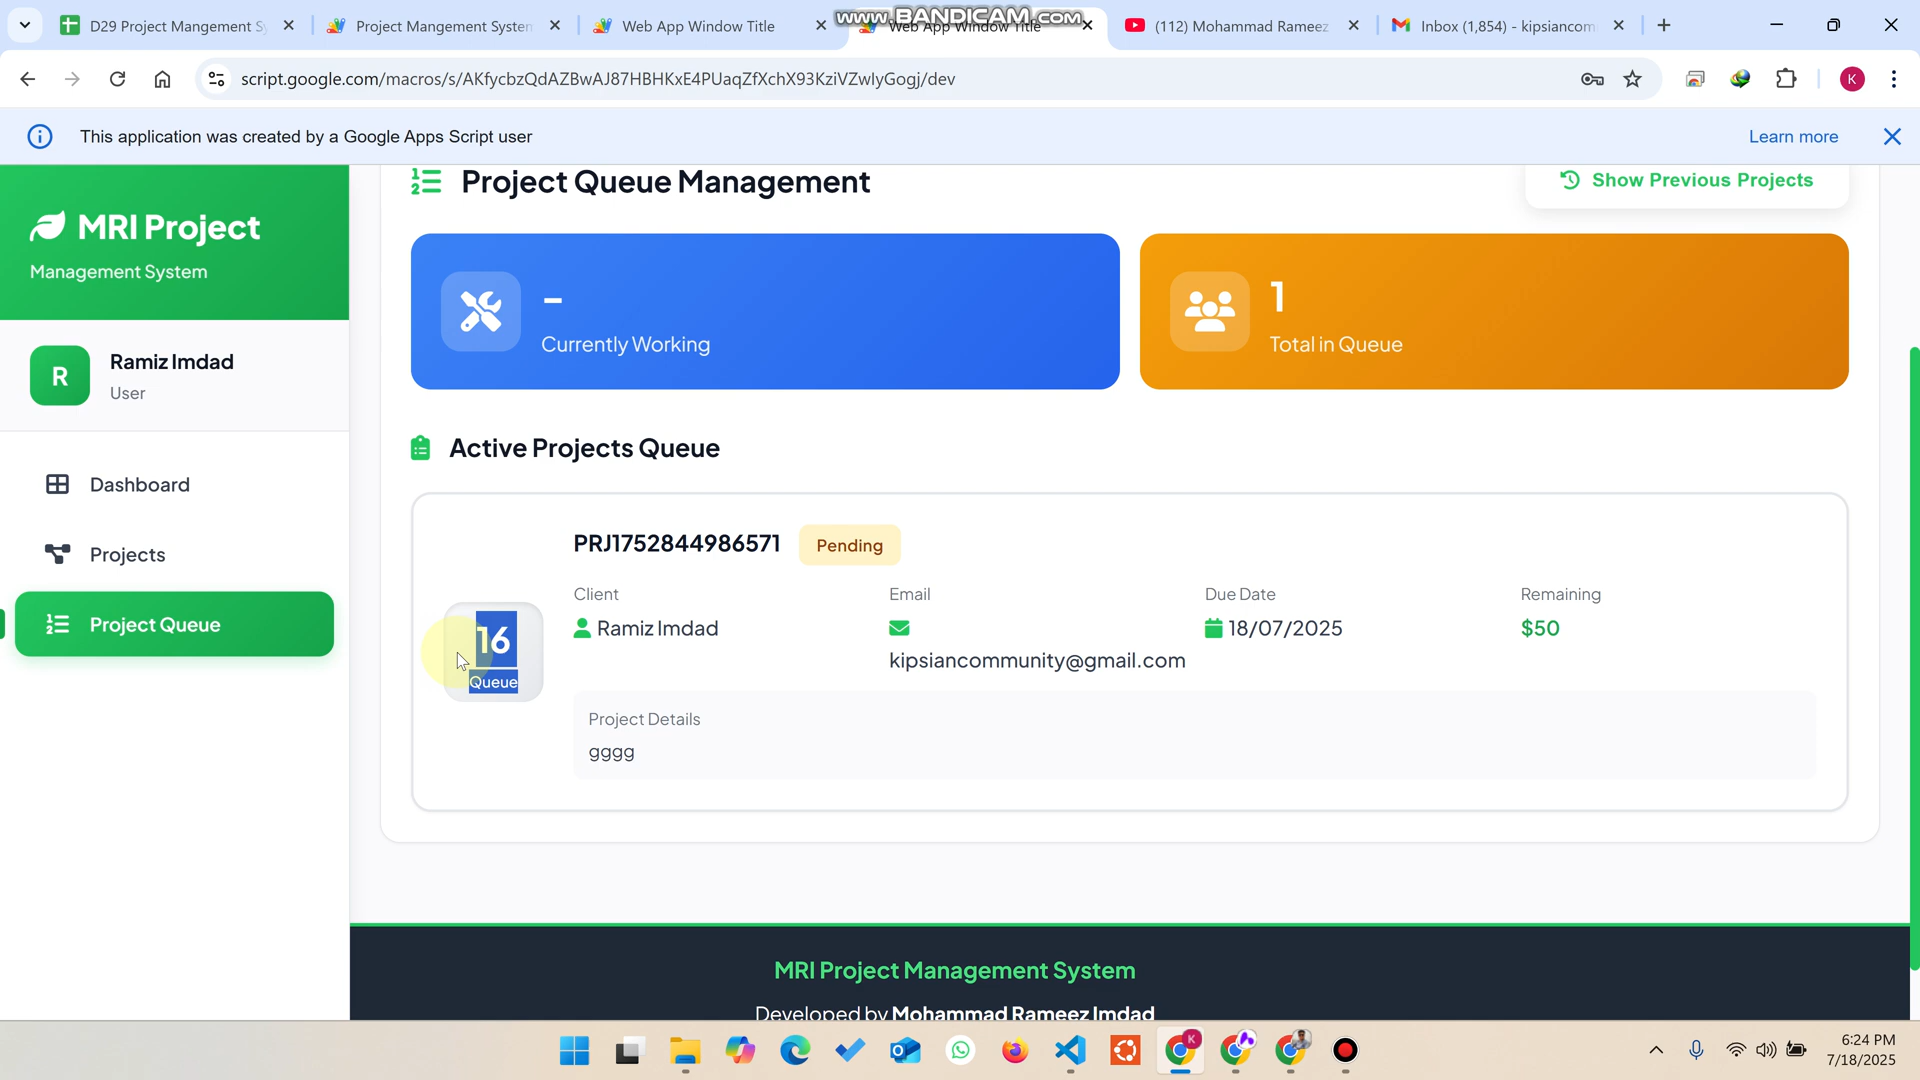 D29 Project Mangement Sy
Project Mangement System
Web App Window Title
Web App Window Title
(112) Mohammad Rameez
Inbox (1,854) - kipsiancom
www.BANDICAM.com
script.google.com/macros/s/AKfycbzQdAZBwAJ87HBHKxE4PUaqZfXchX93KziVZwIyGogj/dev
K
This application was created by a Google Apps Script user
Learn more
MRI Project
Management System
R
Ramiz Imdad
User
Dashboard
Projects
Project Queue
Project Queue Management
Show Previous Projects
-
Currently Working
1
Total in Queue
Active Projects Queue
16
Queue
PRJ1752844986571
Pending
Client
Ramiz Imdad
Email
kipsiancommunity@gmail.com
Due Date
18/07/2025
Remaining
$50
Project Details
gggg
MRI Project Management System
Developed by Mohammad Rameez Imdad
6:24 PM
7/18/2025